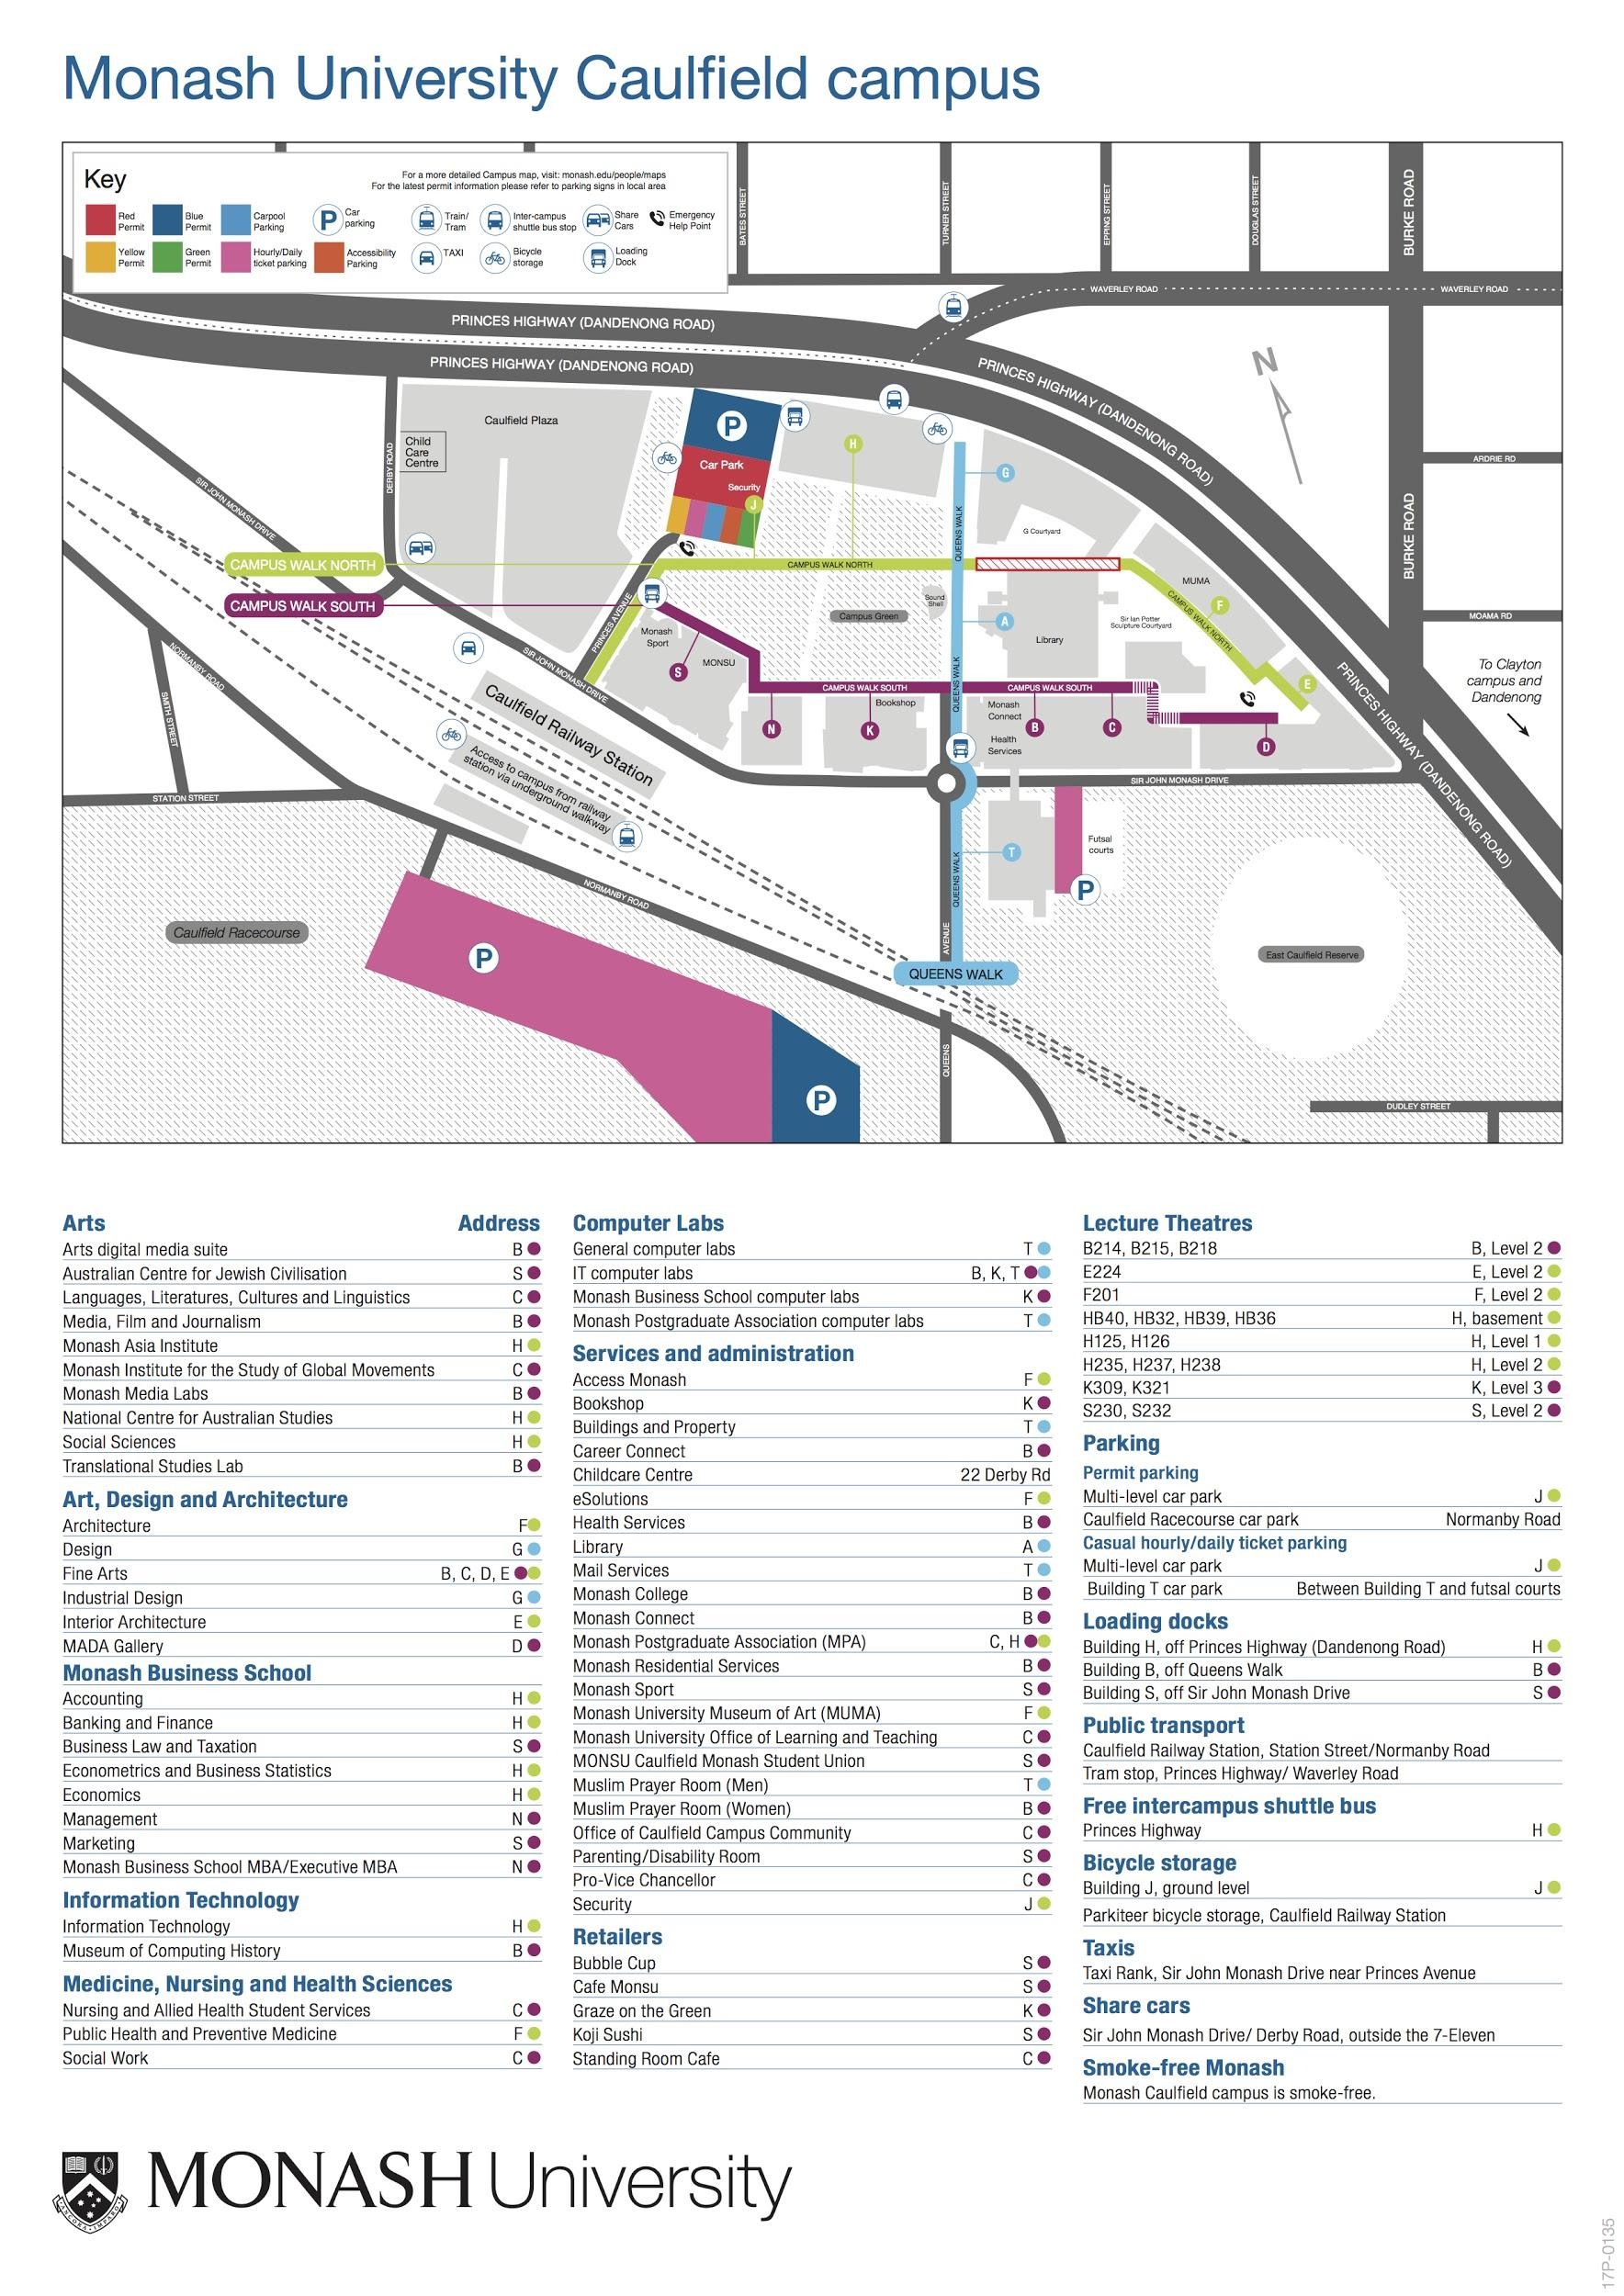 Monash University Caulfield campus
Key
For a more detailed Campus map, visit: monash.edu/people/maps
For the latest permit information please refer to parking signs in local area
Red Permit
Blue Permit
Carpool Parking
P Car parking
Train/ Tram
Inter-campus shuttle bus stop
Share Cars
Emergency Help Point
Yellow Permit
Green Permit
Hourly/Daily ticket parking
Accessibility Parking
TAXI
Bicycle storage
Loading Dock
BATES STREET
TURNER STREET
EPPING STREET
DOUGLAS STREET
BURKE ROAD
WAVERLEY ROAD
WAVERLEY ROAD
PRINCES HIGHWAY (DANDENONG ROAD)
PRINCES HIGHWAY (DANDENONG ROAD)
PRINCES HIGHWAY (DANDENONG ROAD)
N
Caulfield Plaza
Child
Care
Centre
DERBY ROAD
P
Car Park
Security
J
H
G
QUEENS WALK
G Courtyard
ARDRIE RD
BURKE ROAD
SIR JOHN MONASH DRIVE
CAMPUS WALK NORTH
CAMPUS WALK NORTH
CAMPUS WALK SOUTH
PRINCES AVENUE
Sound
Shell
Campus Green
A
Library
MUMA
F
CAMPUS WALK NORTH
Sir Ian Potter
Sculpture Courtyard
MOAMA RD
Monash
Sport
S
MONSU
CAMPUS WALK SOUTH
QUEENS WALK
CAMPUS WALK SOUTH
E
To Clayton
campus and
Dandenong
NORMANBY ROAD
SMITH STREET
SIR JOHN MONASH DRIVE
Caulfield Railway Station
Access to campus from railway
station via underground walkway
N
K
Bookshop
Monash
Connect
Health
Services
B
C
D
PRINCES HIGHWAY (DANDENONG ROAD)
SIR JOHN MONASH DRIVE
STATION STREET
T
Futsal
courts
P
QUEENS WALK
NORMANBY ROAD
Caulfield Racecourse
P
AVENUE
QUEENS WALK
East Caulfield Reserve
QUEENS
P
DUDLEY STREET
Arts Address
Arts digital media suite B
Australian Centre for Jewish Civilisation S
Languages, Literatures, Cultures and Linguistics C
Media, Film and Journalism B
Monash Asia Institute H
Monash Institute for the Study of Global Movements C
Monash Media Labs B
National Centre for Australian Studies H
Social Sciences H
Translational Studies Lab B
Art, Design and Architecture
Architecture F
Design G
Fine Arts B, C, D, E
Industrial Design G
Interior Architecture E
MADA Gallery D
Monash Business School
Accounting H
Banking and Finance H
Business Law and Taxation S
Econometrics and Business Statistics H
Economics H
Management N
Marketing S
Monash Business School MBA/Executive MBA N
Information Technology
Information Technology H
Museum of Computing History B
Medicine, Nursing and Health Sciences
Nursing and Allied Health Student Services C
Public Health and Preventive Medicine F
Social Work C
Computer Labs
General computer labs T
IT computer labs B, K, T
Monash Business School computer labs K
Monash Postgraduate Association computer labs T
Services and administration
Access Monash F
Bookshop K
Buildings and Property T
Career Connect B
Childcare Centre 22 Derby Rd
eSolutions F
Health Services B
Library A
Mail Services T
Monash College B
Monash Connect B
Monash Postgraduate Association (MPA) C, H
Monash Residential Services B
Monash Sport S
Monash University Museum of Art (MUMA) F
Monash University Office of Learning and Teaching C
MONSU Caulfield Monash Student Union S
Muslim Prayer Room (Men) T
Muslim Prayer Room (Women) B
Office of Caulfield Campus Community C
Parenting/Disability Room S
Pro-Vice Chancellor C
Security J
Retailers
Bubble Cup S
Cafe Monsu S
Graze on the Green K
Koji Sushi S
Standing Room Cafe C
Lecture Theatres
B214, B215, B218 B, Level 2
E224 E, Level 2
F201 F, Level 2
HB40, HB32, HB39, HB36 H, basement
H125, H126 H, Level 1
H235, H237, H238 H, Level 2
K309, K321 K, Level 3
S230, S232 S, Level 2
Parking
Permit parking
Multi-level car park J
Caulfield Racecourse car park Normanby Road
Casual hourly/daily ticket parking
Multi-level car park J
Building T car park Between Building T and futsal courts
Loading docks
Building H, off Princes Highway (Dandenong Road) H
Building B, off Queens Walk B
Building S, off Sir John Monash Drive S
Public transport
Caulfield Railway Station, Station Street/Normanby Road
Tram stop, Princes Highway/ Waverley Road
Free intercampus shuttle bus
Princes Highway H
Bicycle storage
Building J, ground level J
Parkiteer bicycle storage, Caulfield Railway Station
Taxis
Taxi Rank, Sir John Monash Drive near Princes Avenue
Share cars
Sir John Monash Drive/ Derby Road, outside the 7-Eleven
Smoke-free Monash
Monash Caulfield campus is smoke-free.
ANCORA IMPARO
MONASH University
17P-0135